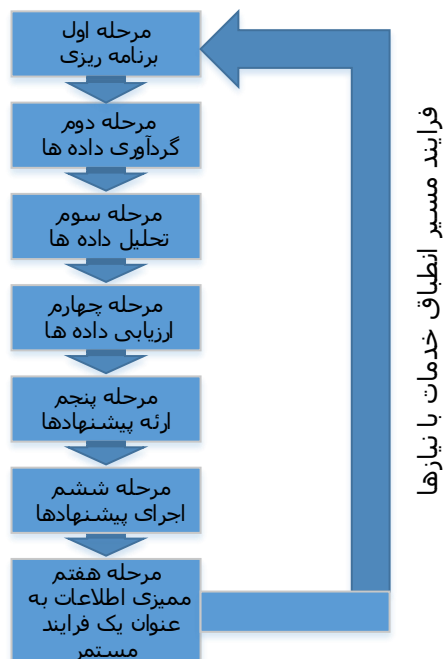 مرحله اول
برنامه ریزی
مرحله دوم
گردآوری داده ها
مرحله سوم
تحلیل داده ها
مرحله چهارم
ارزیابی داده ها
مرحله پنجم
ارئه پیشنهادها
مرحله ششم
اجرای پیشنهادها
مرحله هفتم
ممیزی اطلاعات به
عنوان یک فرایند
مستمر
فرایند مسیر انطباق خدمات با نیازها